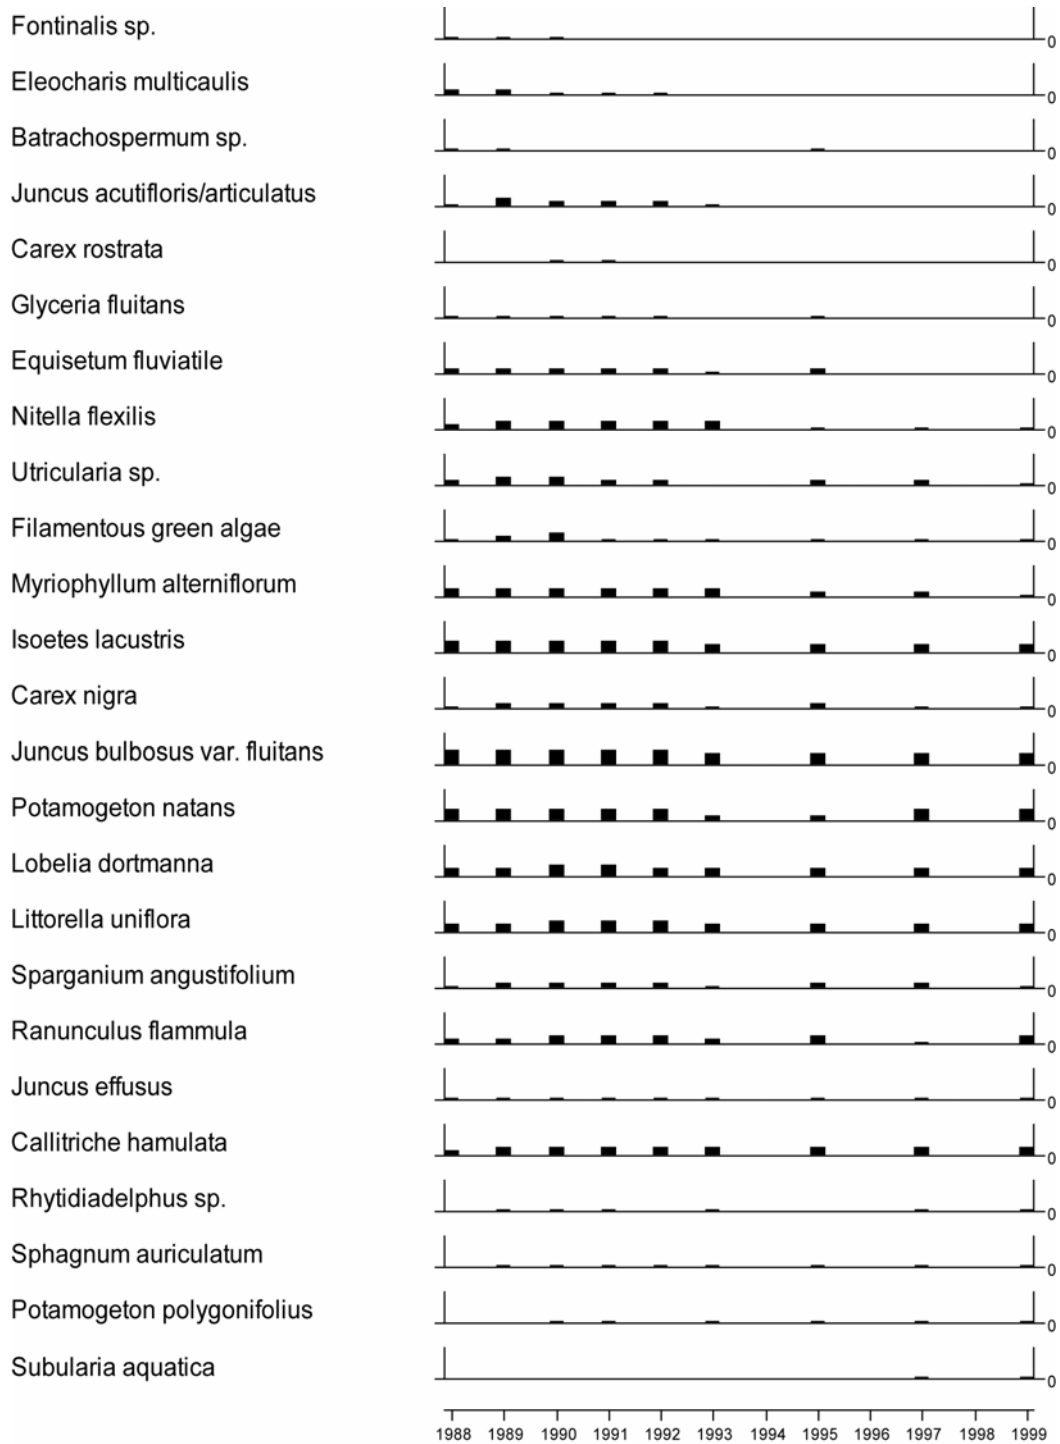 Fontinalis sp.
0
Eleocharis multicaulis
0
Batrachospermum sp.
0
Juncus acutifloris/articulatus
0
Carex rostrata
0
Glyceria fluitans
0
Equisetum fluviatile
0
Nitella flexilis
0
Utricularia sp.
0
Filamentous green algae
0
Myriophyllum alterniflorum
0
Isoetes lacustris
0
Carex nigra
0
Juncus bulbosus var. fluitans
0
Potamogeton natans
0
Lobelia dortmanna
0
Littorella uniflora
0
Sparganium angustifolium
0
Ranunculus flammula
0
Juncus effusus
0
Callitriche hamulata
0
Rhytidiadelphus sp.
0
Sphagnum auriculatum
0
Potamogeton polygonifolius
0
Subularia aquatica
0
1988 1989 1990 1991 1992 1993 1994 1995 1996 1997 1998 1999